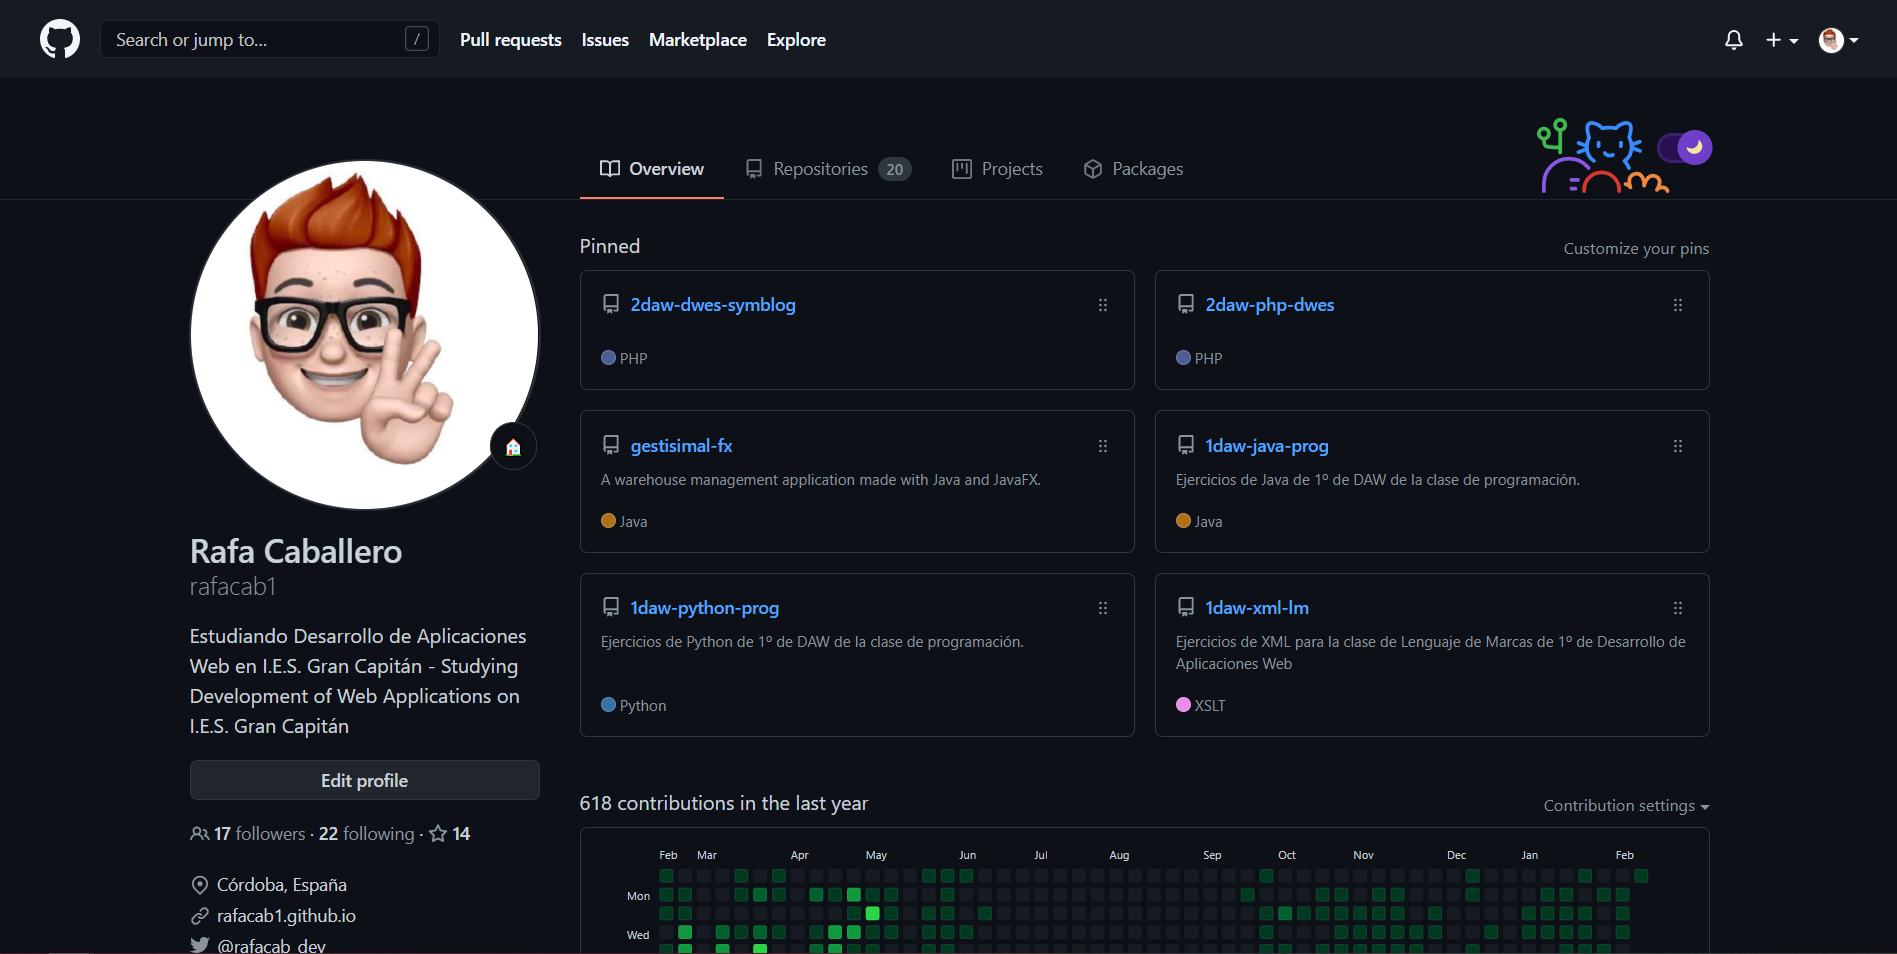 Search or jump to...
/
Pull requests
Issues
Marketplace
Explore
Overview
Repositories 20
Projects
Packages
Rafa Caballero
rafacab1
Estudiando Desarrollo de Aplicaciones
Web en I.E.S. Gran Capitán - Studying
Development of Web Applications on
I.E.S. Gran Capitán
Edit profile
17 followers · 22 following · 14
Córdoba, España
rafacab1.github.io
@rafacab_dev
Pinned
Customize your pins
2daw-dwes-symblog
PHP
2daw-php-dwes
PHP
gestisimal-fx
A warehouse management application made with Java and JavaFX.
Java
1daw-java-prog
Ejercicios de Java de 1º de DAW de la clase de programación.
Java
1daw-python-prog
Ejercicios de Python de 1º de DAW de la clase de programación.
Python
1daw-xml-lm
Ejercicios de XML para la clase de Lenguaje de Marcas de 1º de Desarrollo de
Aplicaciones Web
XSLT
618 contributions in the last year
Contribution settings
Feb Mar Apr May Jun Jul Aug Sep Oct Nov Dec Jan Feb
Mon
Wed